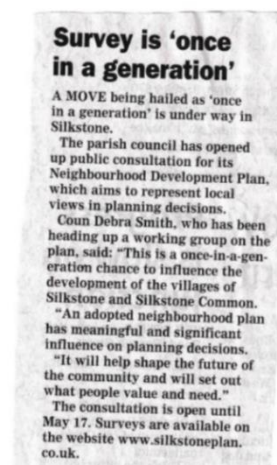 Survey is ‘once
in a generation’
A MOVE being hailed as ‘once
in a generation’ is under way in
Silkstone.
The parish council has opened
up public consultation for its
Neighbourhood Development Plan,
which aims to represent local
views in planning decisions.
Coun Debra Smith, who has been
heading up a working group on the
plan, said: “This is a once-in-a-gen-
eration chance to influence the
development of the villages of
Silkstone and Silkstone Common.
“An adopted neighbourhood plan
has meaningful and significant
influence on planning decisions.
“It will help shape the future of
the community and will set out
what people value and need.”
The consultation is open until
May 17. Surveys are available on
the website www.silkstoneplan.
co.uk.